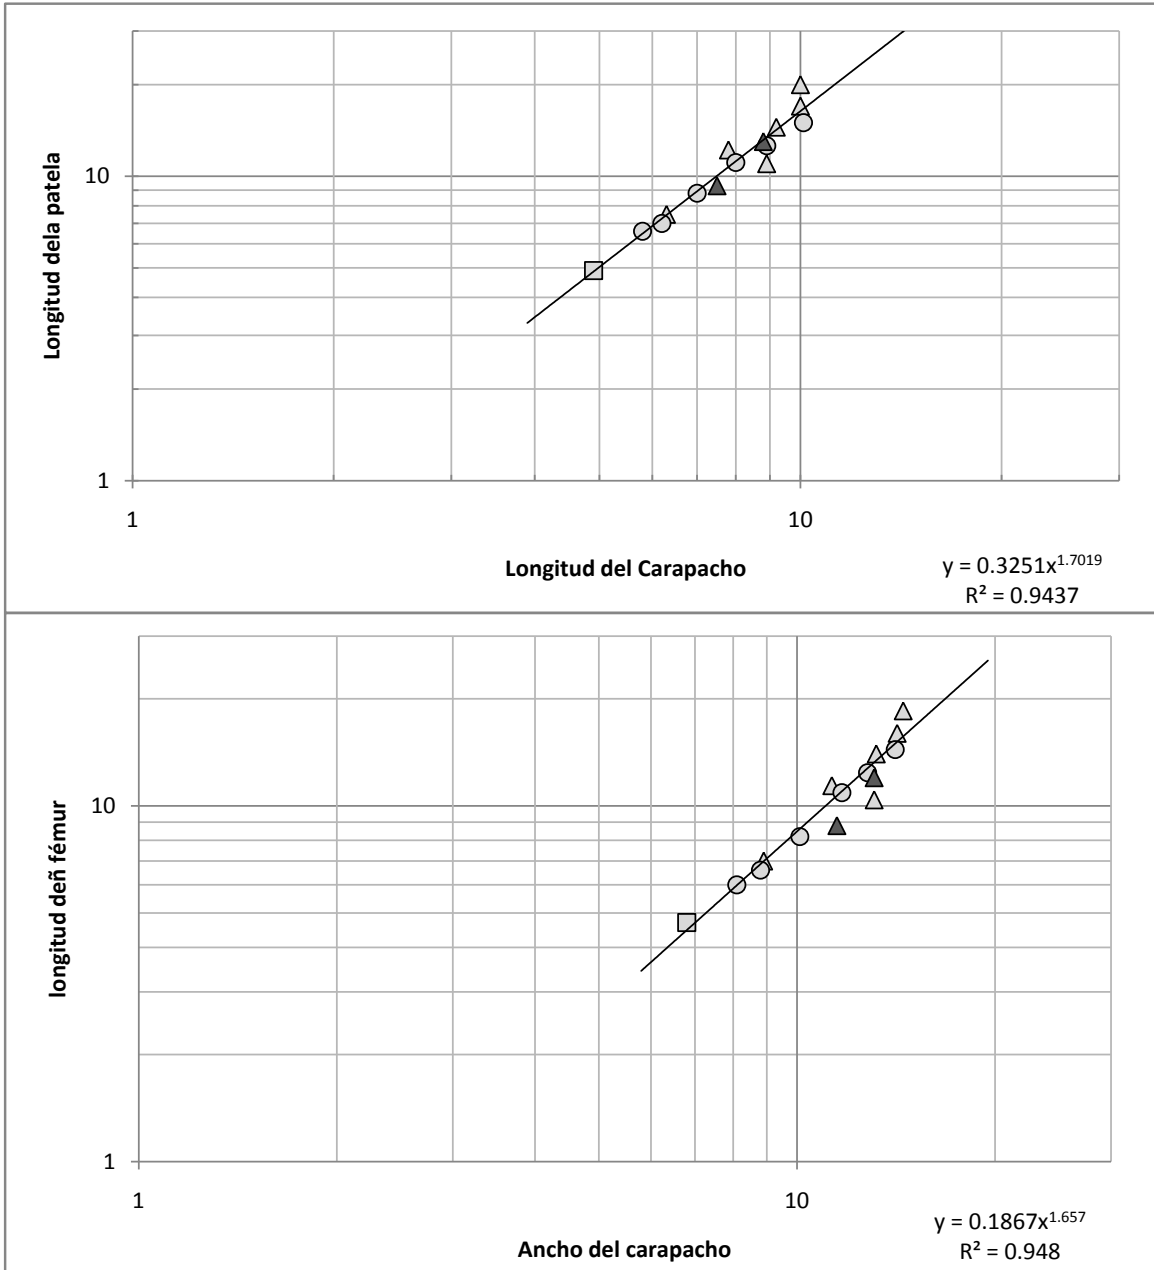 Longitud dela patela
10
1
1
10
Longitud del Carapacho
y = 0.3251x^1.7019
R² = 0.9437
longitud deñ fémur
10
1
1
10
Ancho del carapacho
y = 0.1867x^1.657
R² = 0.948